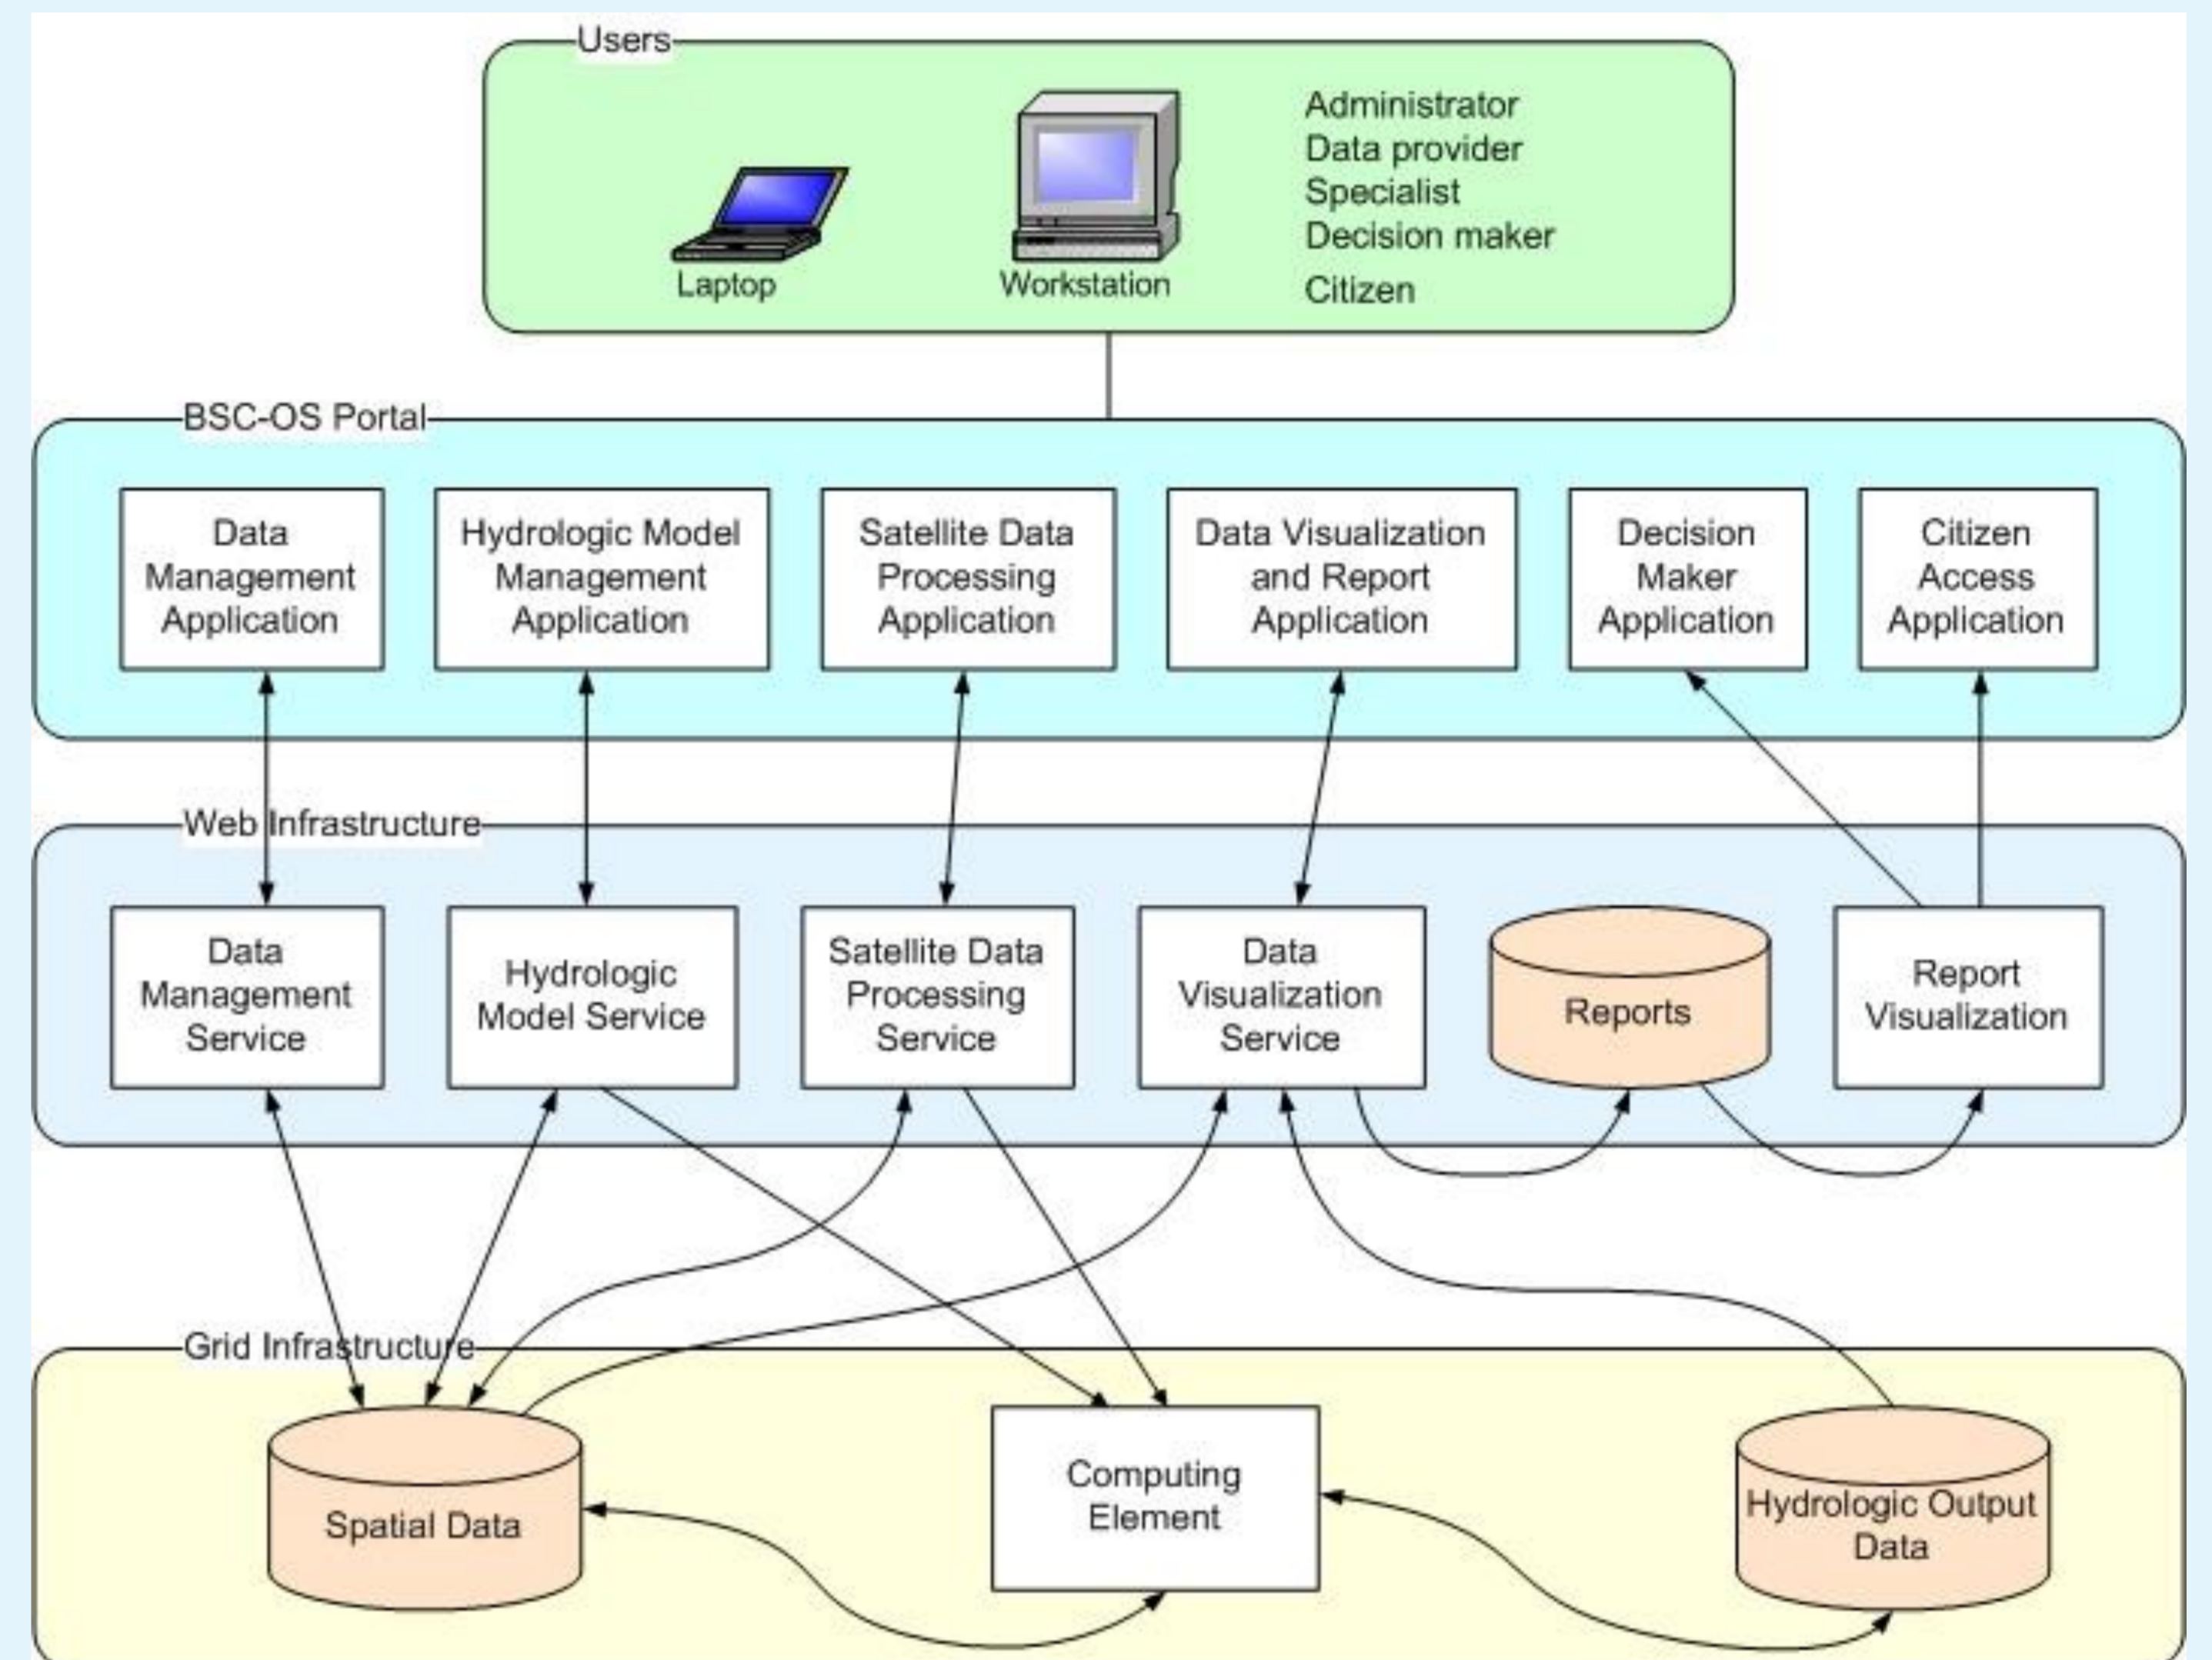 Users
Administrator
Data provider
Specialist
Decision maker
Citizen
Laptop
Workstation
BSC-OS Portal
Data
Management
Application
Hydrologic Model
Management
Application
Satellite Data
Processing
Application
Data Visualization
and Report
Application
Decision
Maker
Application
Citizen
Access
Application
Web Infrastructure
Data
Management
Service
Hydrologic
Model Service
Satellite Data
Processing
Service
Data
Visualization
Service
Reports
Report
Visualization
Grid Infrastructure
Spatial Data
Computing
Element
Hydrologic Output
Data